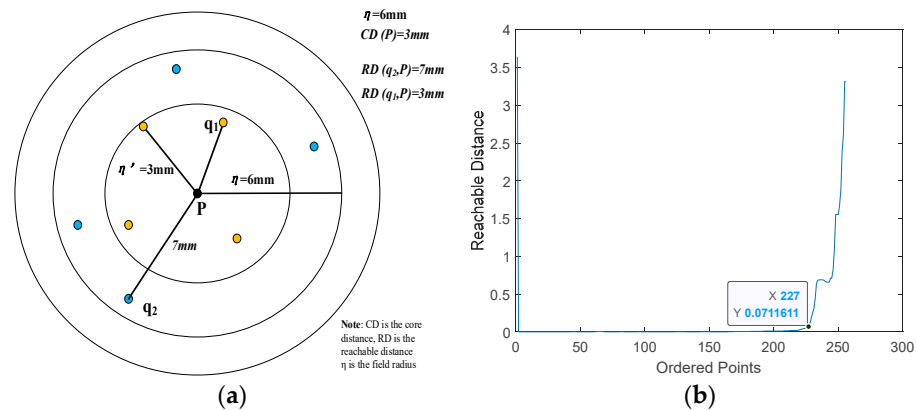 η=6mm
CD (P)=3mm
RD (q2,P)=7mm
RD (q1,P)=3mm
q1
η'=3mm
η=6mm
P
7mm
q2
Note: CD is the core
distance, RD is the
reachable distance
η is the field radius
(a)
4
3.5
3
2.5
2
1.5
1
0.5
0
Reachable Distance
X 227
Y 0.0711611
0 50 100 150 200 250 300
Ordered Points
(b)